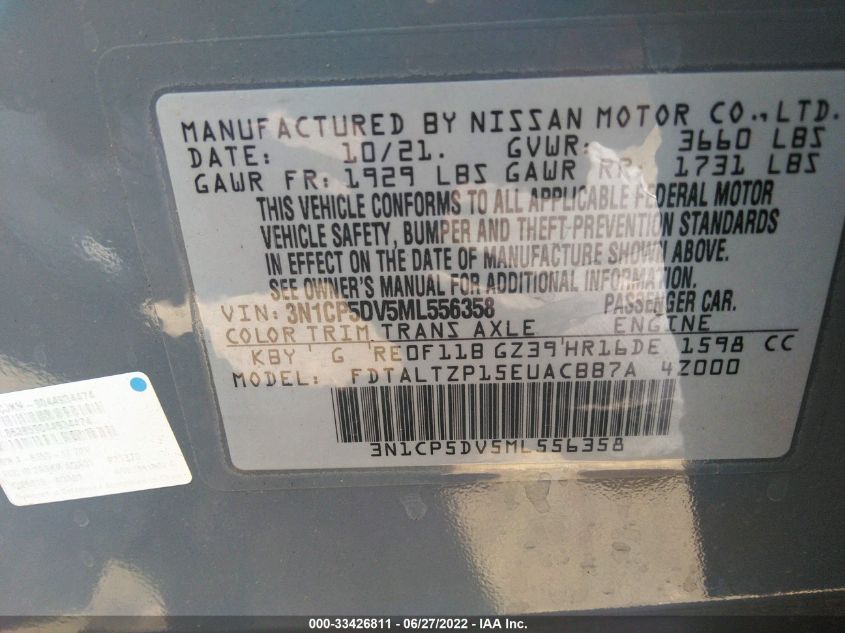 MANUFACTURED BY NISSAN MOTOR CO.,LTD.
DATE: 10/21. GVWR: 3660 LBS
GAWR FR: 1929 LBS GAWR RR: 1731 LBS
THIS VEHICLE CONFORMS TO ALL APPLICABLE FEDERAL MOTOR
VEHICLE SAFETY, BUMPER AND THEFT PREVENTION STANDARDS
IN EFFECT ON THE DATE OF MANUFACTURE SHOWN ABOVE.
SEE OWNER'S MANUAL FOR ADDITIONAL INFORMATION.
VIN: 3N1CP5DV5ML556358 PASSENGER CAR.
COLOR TRIM TRANS AXLE ENGINE
KBY G RE0F11B GZ39 HR16DE 1598 CC
MODEL: FDTALTZP15EUACBB7A 4Z000
3N1CP5DV5ML556358
000-33426811 - 06/27/2022 - IAA Inc.